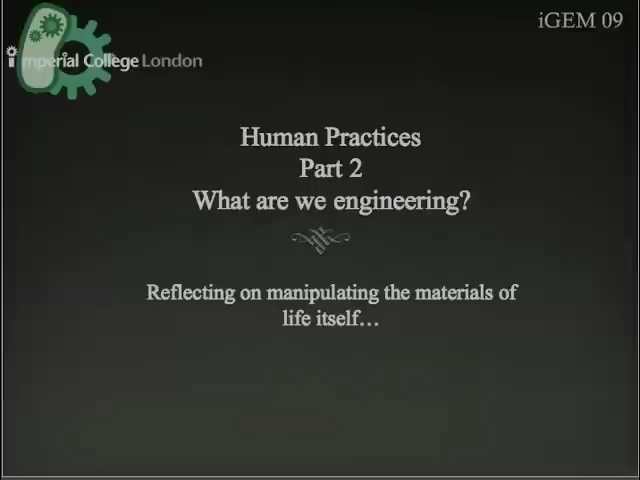 iGEM 09
imperial College London
Human Practices
Part 2
What are we engineering?
Reflecting on manipulating the materials of
life itself…